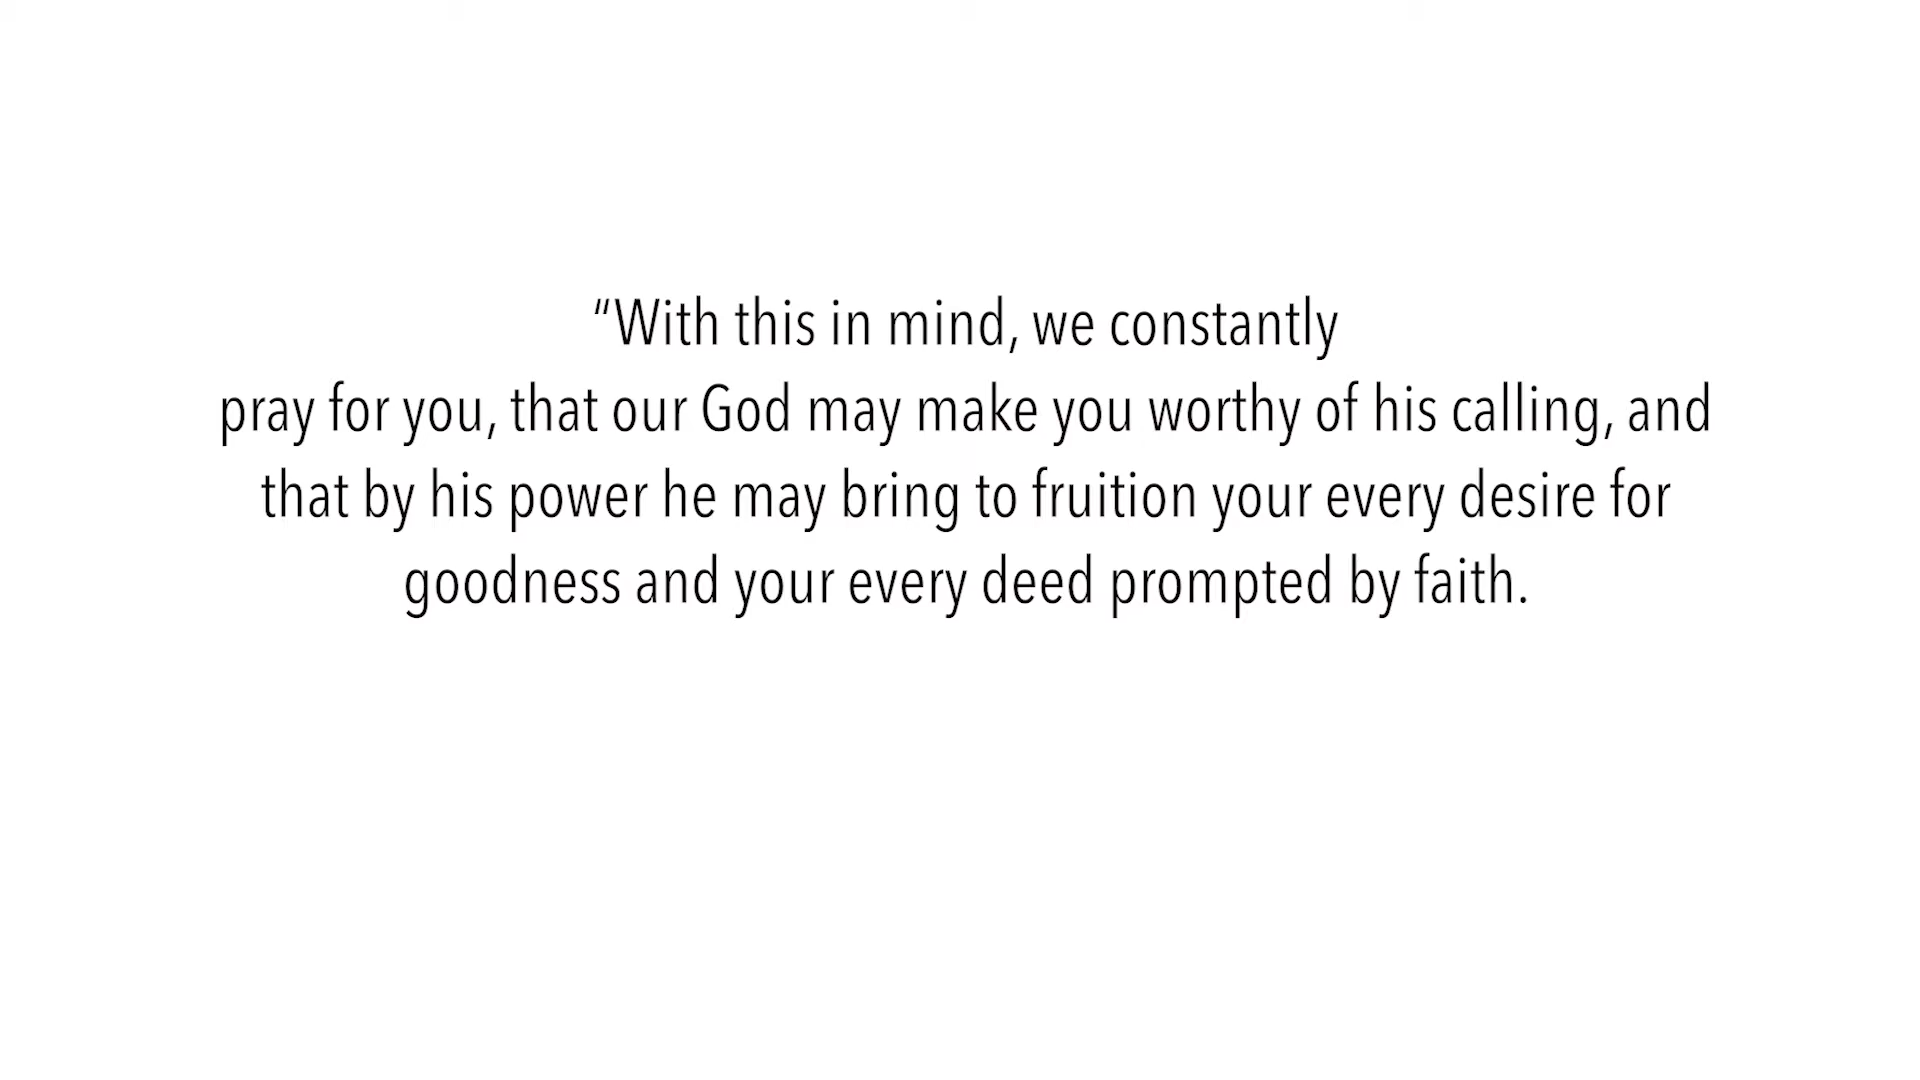 “With this in mind, we constantly
pray for you, that our God may make you worthy of his calling, and
that by his power he may bring to fruition your every desire for
goodness and your every deed prompted by faith.